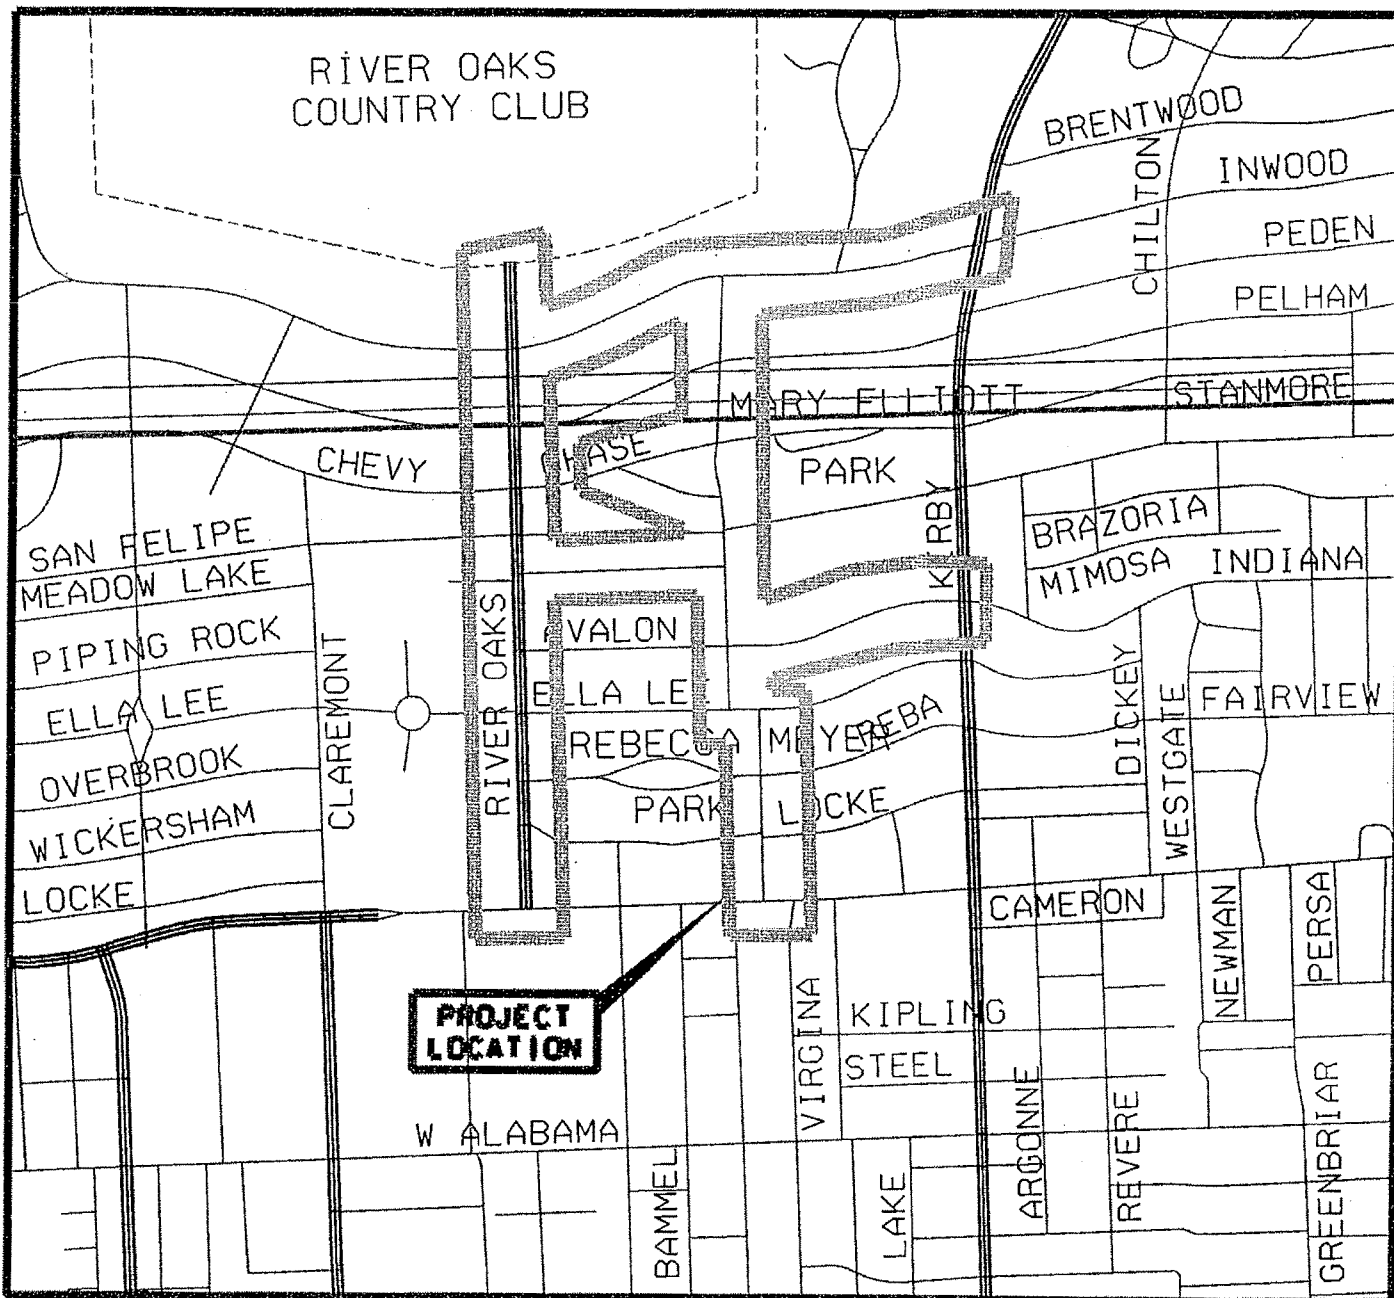 RIVER OAKS
COUNTRY CLUB
BRENTWOOD
INWOOD
CHILTON
PEDEN
PELHAM
MARY ELLIOTT
STANMORE
CHEVY
CHASE
PARK
KIRBY
BRAZORIA
SAN FELIPE
MIMOSA
INDIANA
MEADOW LAKE
RIVER OAKS
AVALON
PIPING ROCK
CLAREMONT
DICKEY
ELLA LEE
ELLA LEE
WESTGATE
FAIRVIEW
REBECCA MEYER
REBA
OVERBROOK
PARK
LOCKE
WICKERSHAM
LOCKE
CAMERON
NEWMAN
PERSA
PROJECT
LOCATION
VIRGINA
KIPLING
STEEL
ARGONNE
REVERE
GREENBRIAR
W ALABAMA
BAMMEL
LAKE